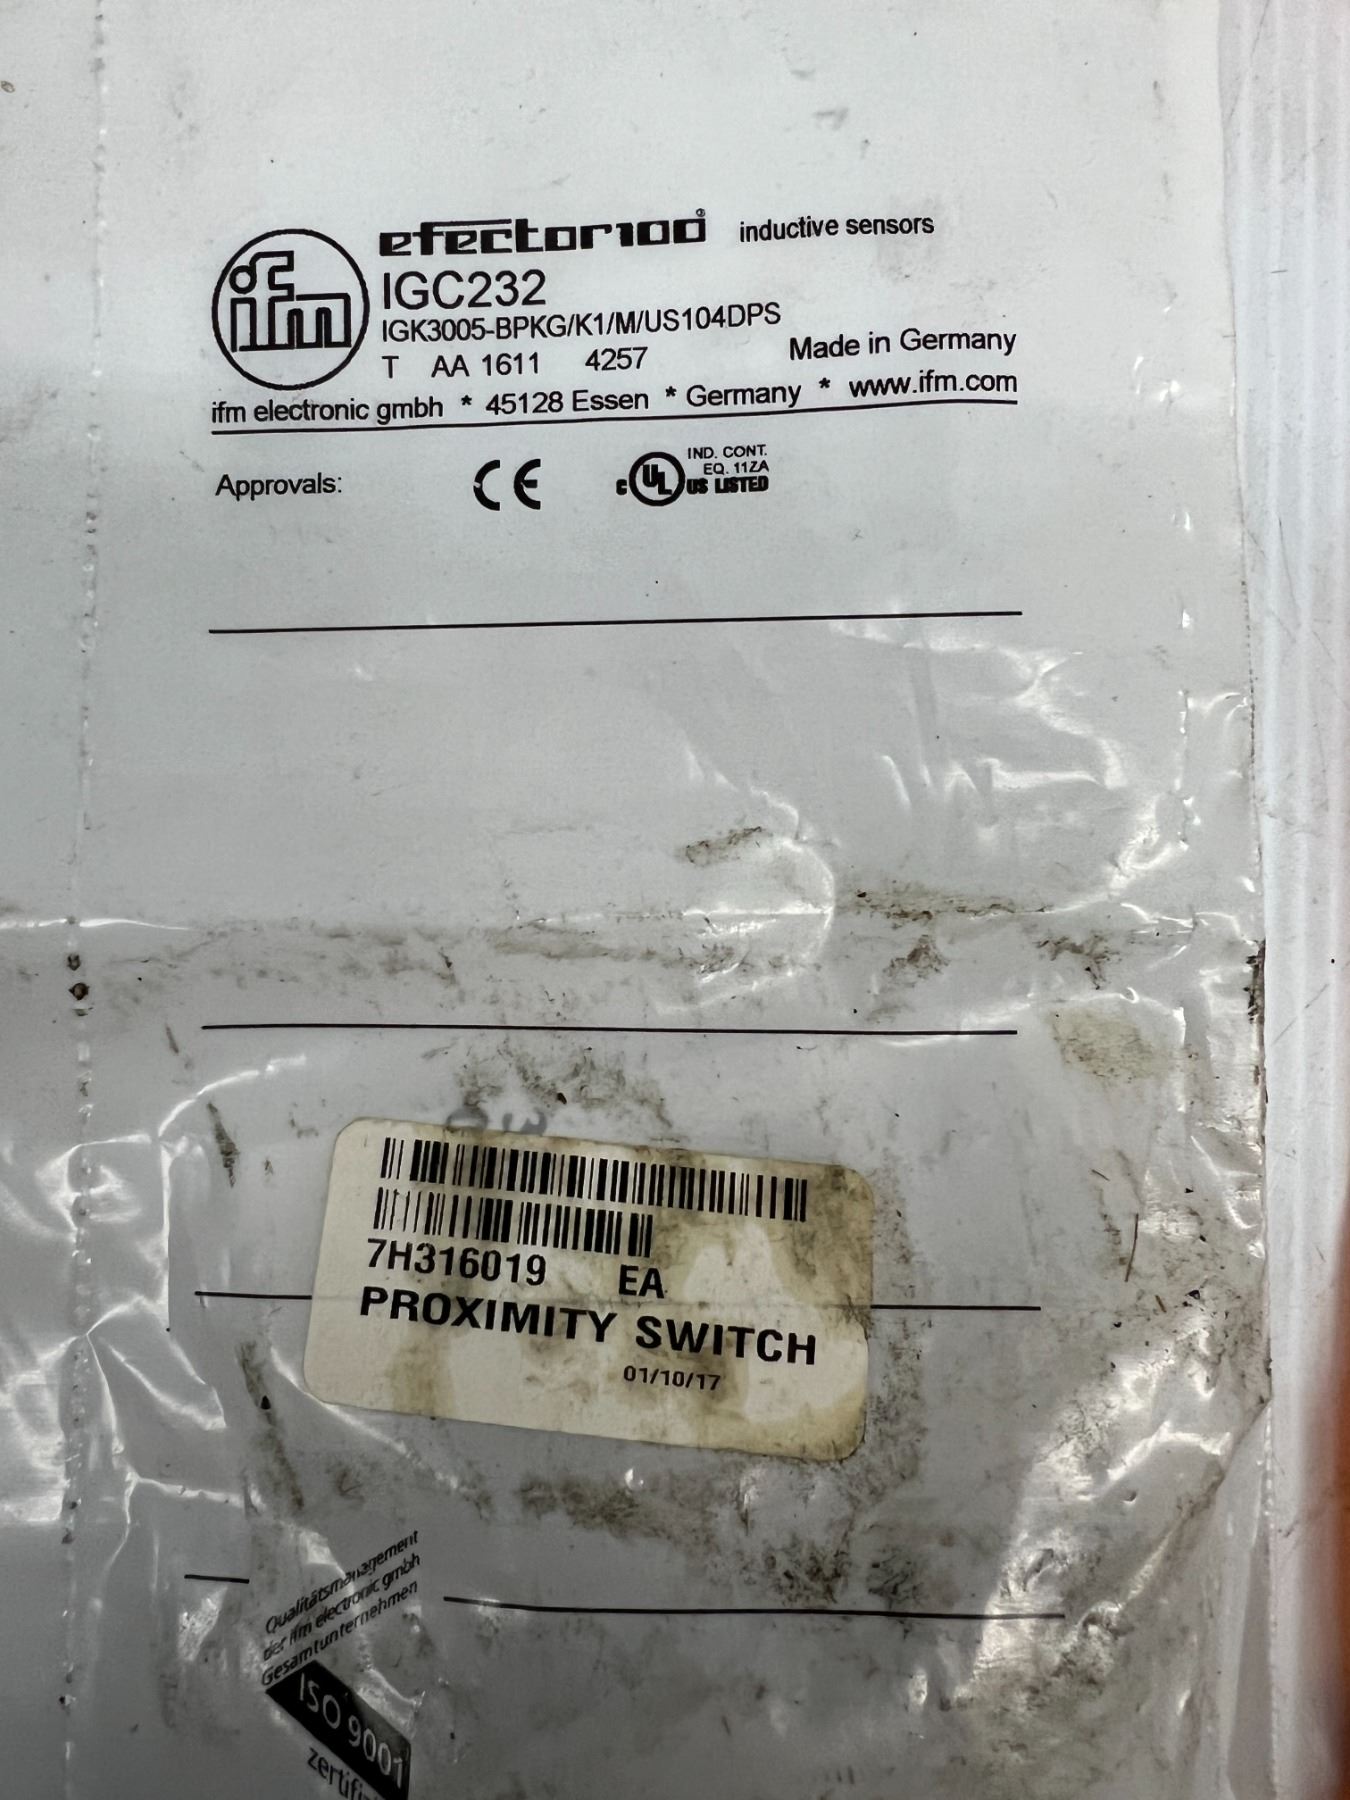 ifm
efector100® inductive sensors
IGC232
IGK3005-BPKG/K1/M/US104DPS
T AA 1611 4257 Made in Germany
ifm electronic gmbh * 45128 Essen * Germany * www.ifm.com
Approvals: CE c UL US LISTED
IND. CONT.
EQ. 11ZA
7H316019 EA
PROXIMITY SWITCH
01/10/17
Qualitätsmanagement
der ifm electronic gmbh
Gesamtunternehmen
ISO 9001